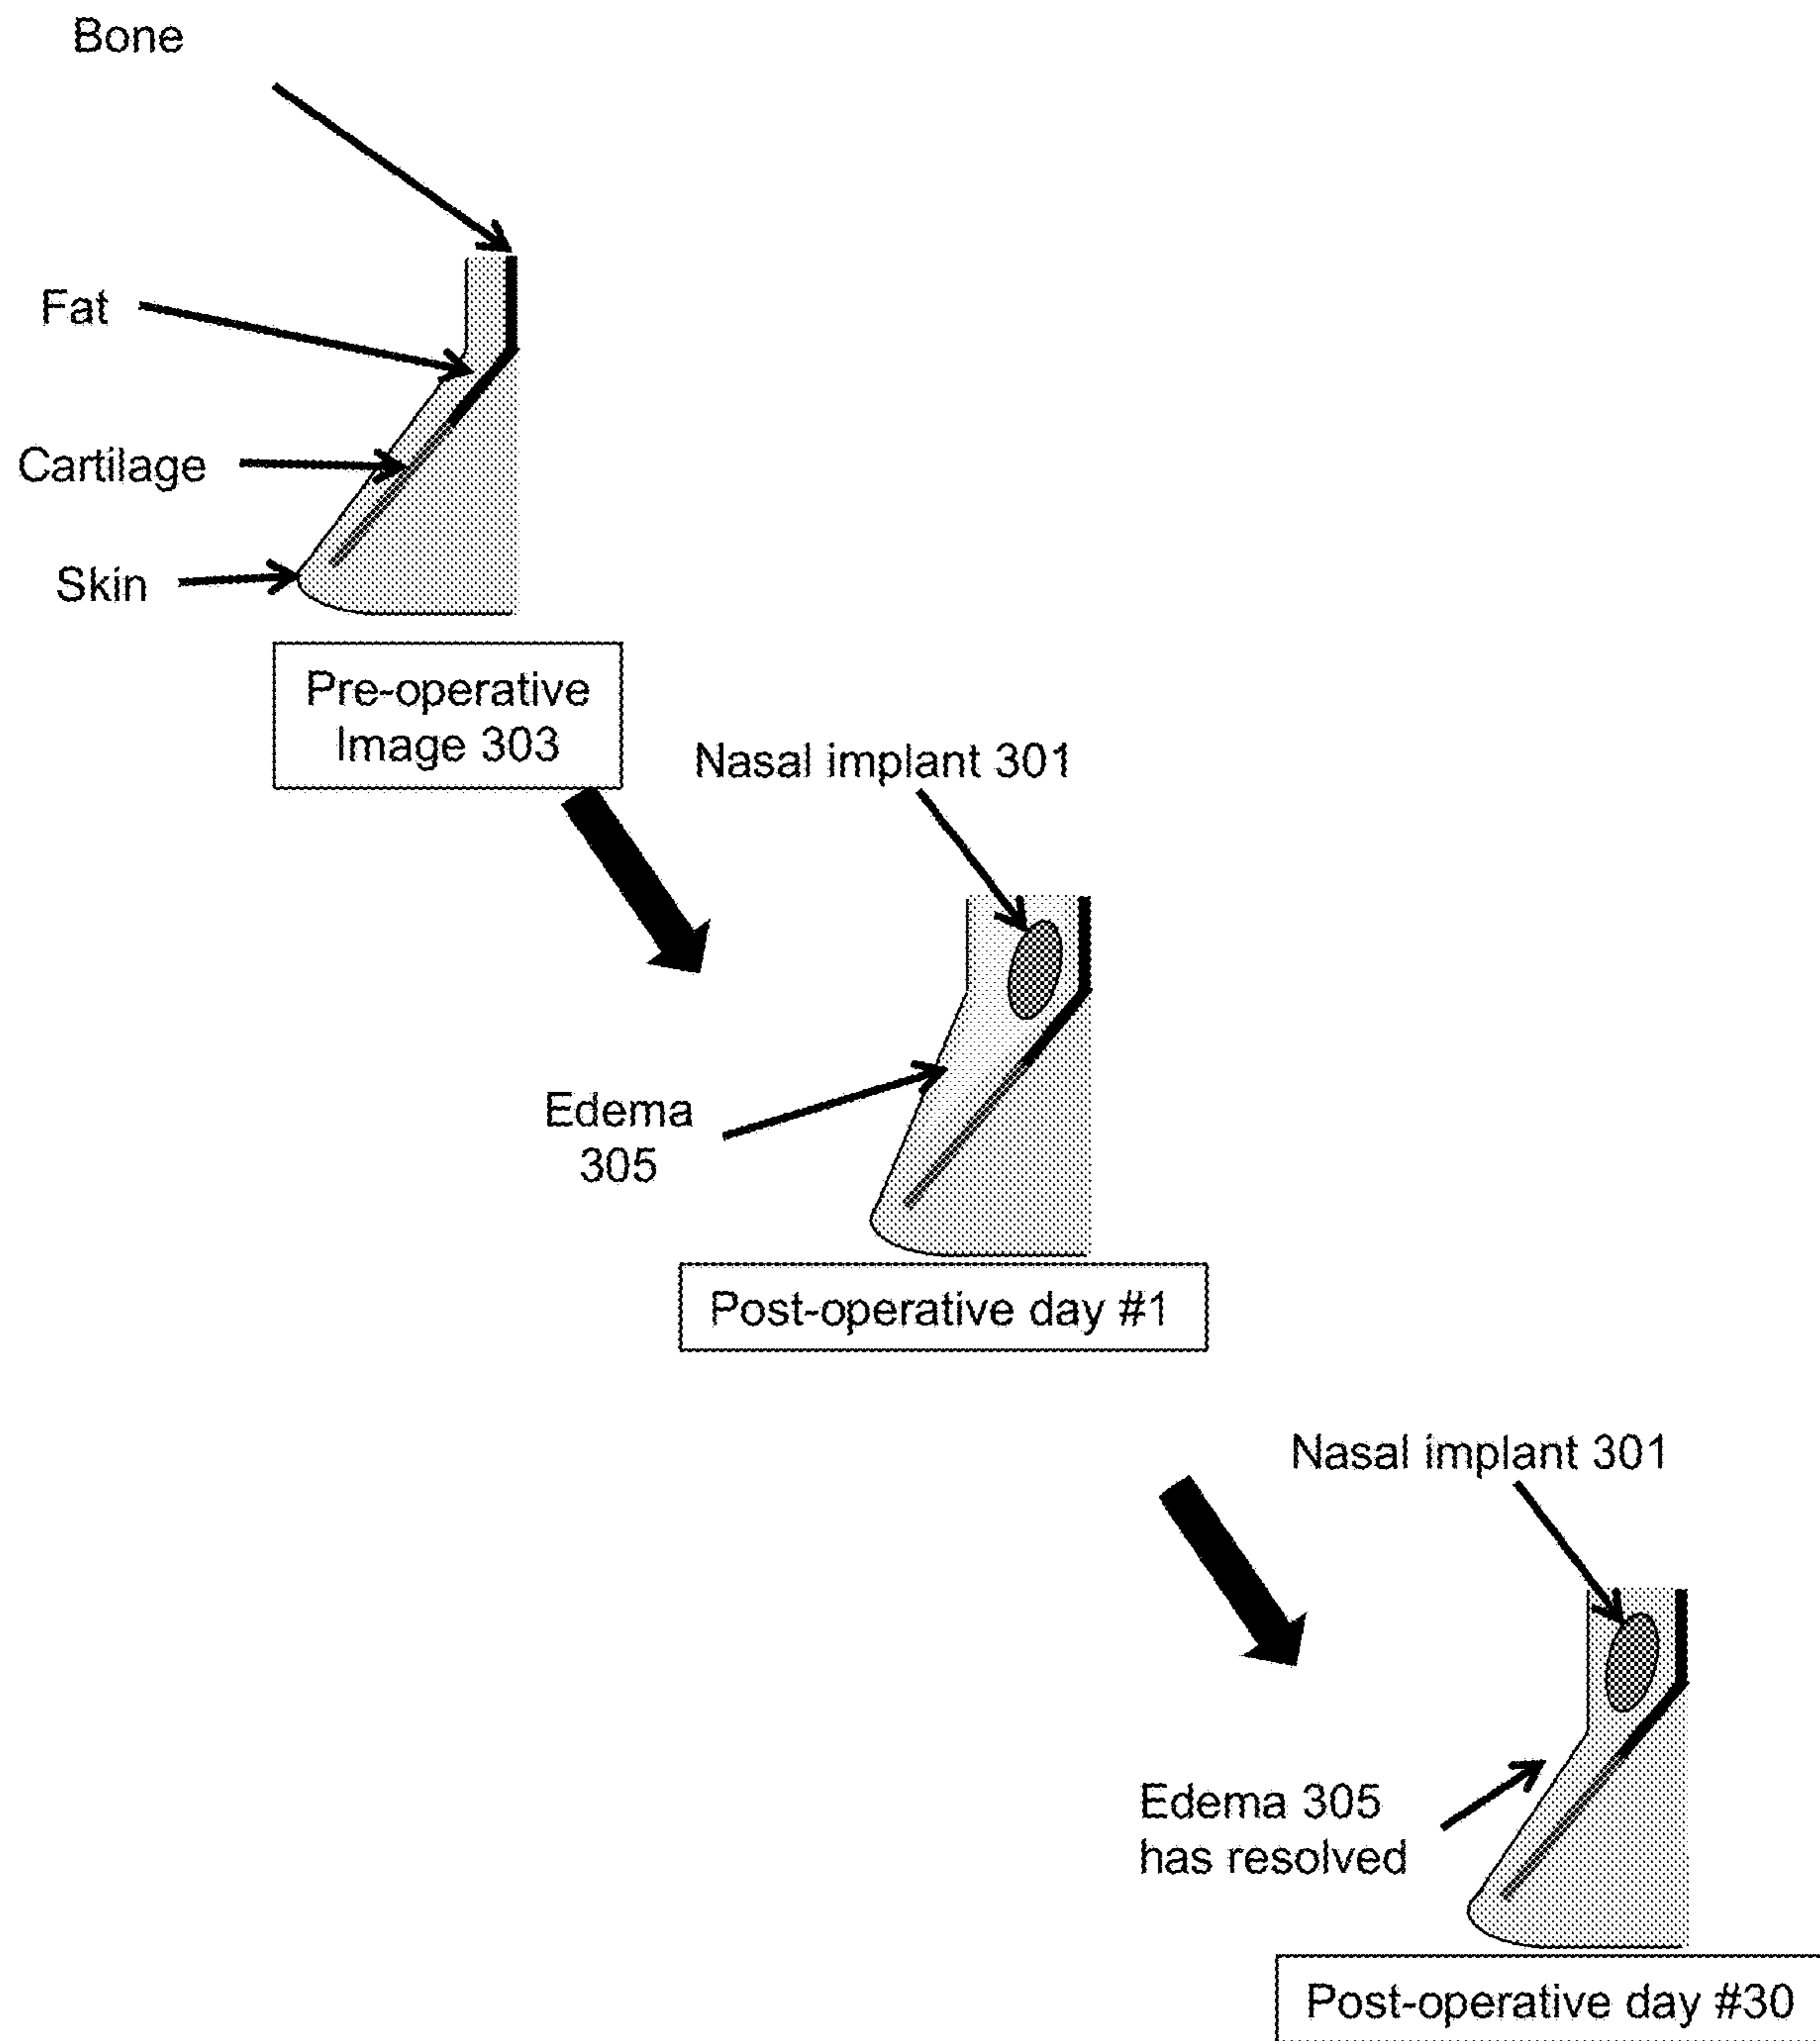 Bone
Fat
Cartilage
Skin
Pre-operative
Image 303
Nasal implant 301
Edema
305
Post-operative day #1
Nasal implant 301
Edema 305
has resolved
Post-operative day #30